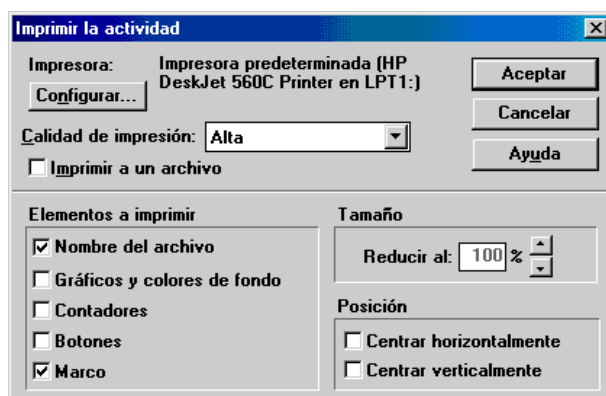 Imprimir la actividad
Impresora:
Impresora predeterminada (HP
DeskJet 560C Printer en LPT1:)
Configurar...
Aceptar
Cancelar
Ayuda
Calidad de impresión: Alta
Imprimir a un archivo
Elementos a imprimir
Nombre del archivo
Gráficos y colores de fondo
Contadores
Botones
Marco
Tamaño
Reducir al: 100 %
Posición
Centrar horizontalmente
Centrar verticalmente